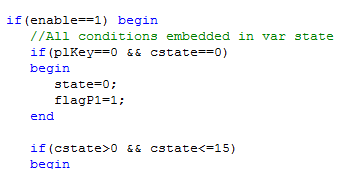 if(enable==1) begin
//All conditions embedded in var state
if(plKey==0 && cstate==0)
begin
state=0;
flagP1=1;
end
if(cstate>0 && cstate<=15)
begin